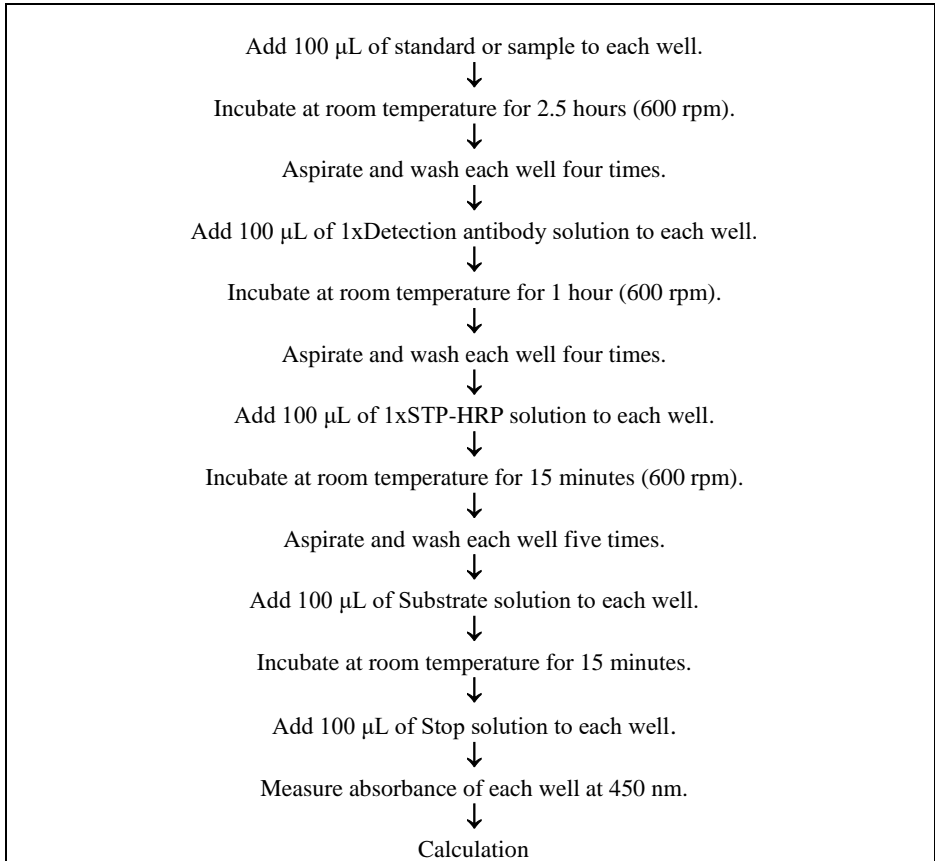 Add 100 μL of standard or sample to each well.
↓
Incubate at room temperature for 2.5 hours (600 rpm).
↓
Aspirate and wash each well four times.
↓
Add 100 μL of 1xDetection antibody solution to each well.
↓
Incubate at room temperature for 1 hour (600 rpm).
↓
Aspirate and wash each well four times.
↓
Add 100 μL of 1xSTP-HRP solution to each well.
↓
Incubate at room temperature for 15 minutes (600 rpm).
↓
Aspirate and wash each well five times.
↓
Add 100 μL of Substrate solution to each well.
↓
Incubate at room temperature for 15 minutes.
↓
Add 100 μL of Stop solution to each well.
↓
Measure absorbance of each well at 450 nm.
↓
Calculation